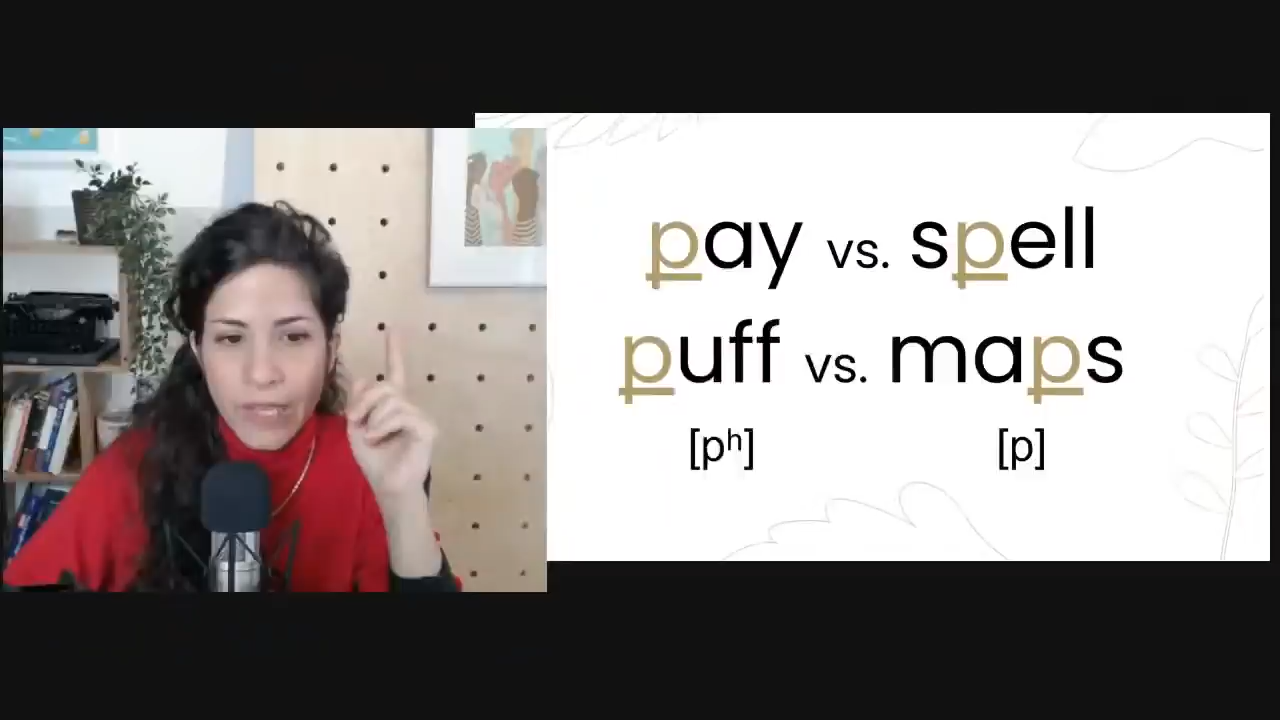 pay vs. spell
puff vs. maps
[pʰ] [p]